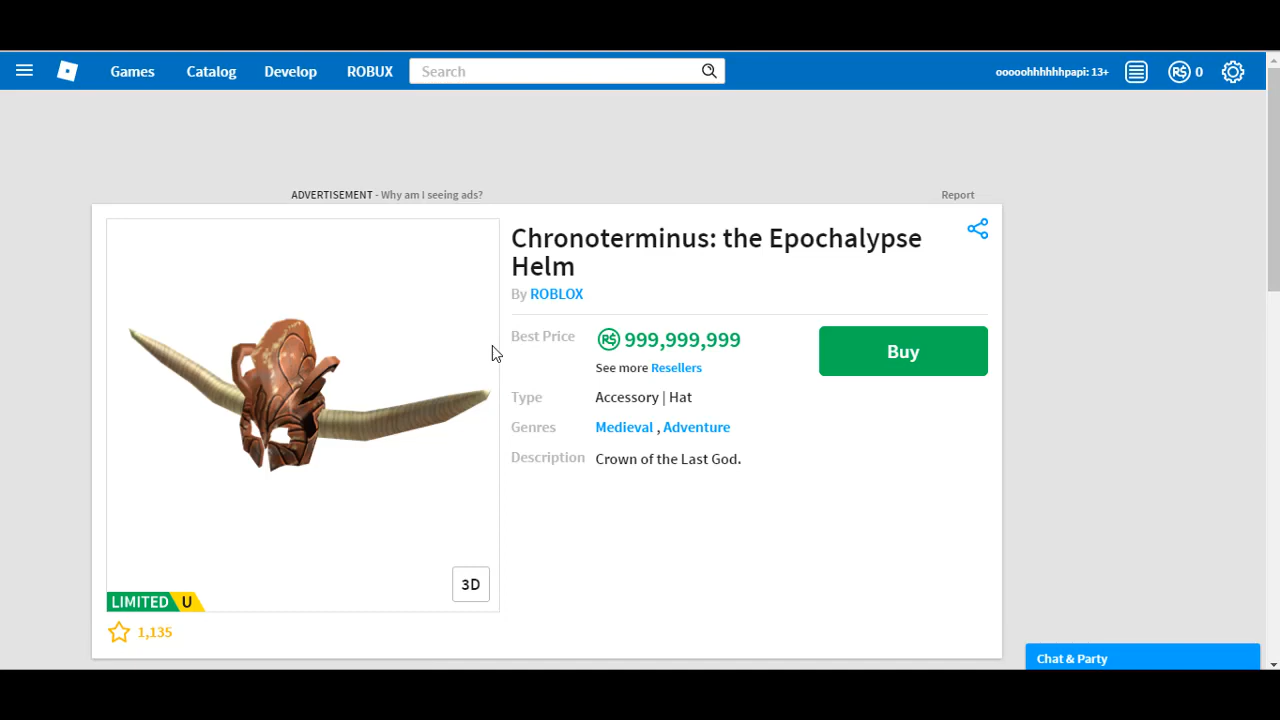 Games Catalog Develop ROBUX Search ooooohhhhhhpapi: 13+ R$ 0
ADVERTISEMENT - Why am I seeing ads? Report
Chronoterminus: the Epochalypse
Helm
By ROBLOX
Best Price R$ 999,999,999 Buy
See more Resellers
Type Accessory | Hat
Genres Medieval , Adventure
Description Crown of the Last God.
3D
LIMITED U
1,135
Chat & Party